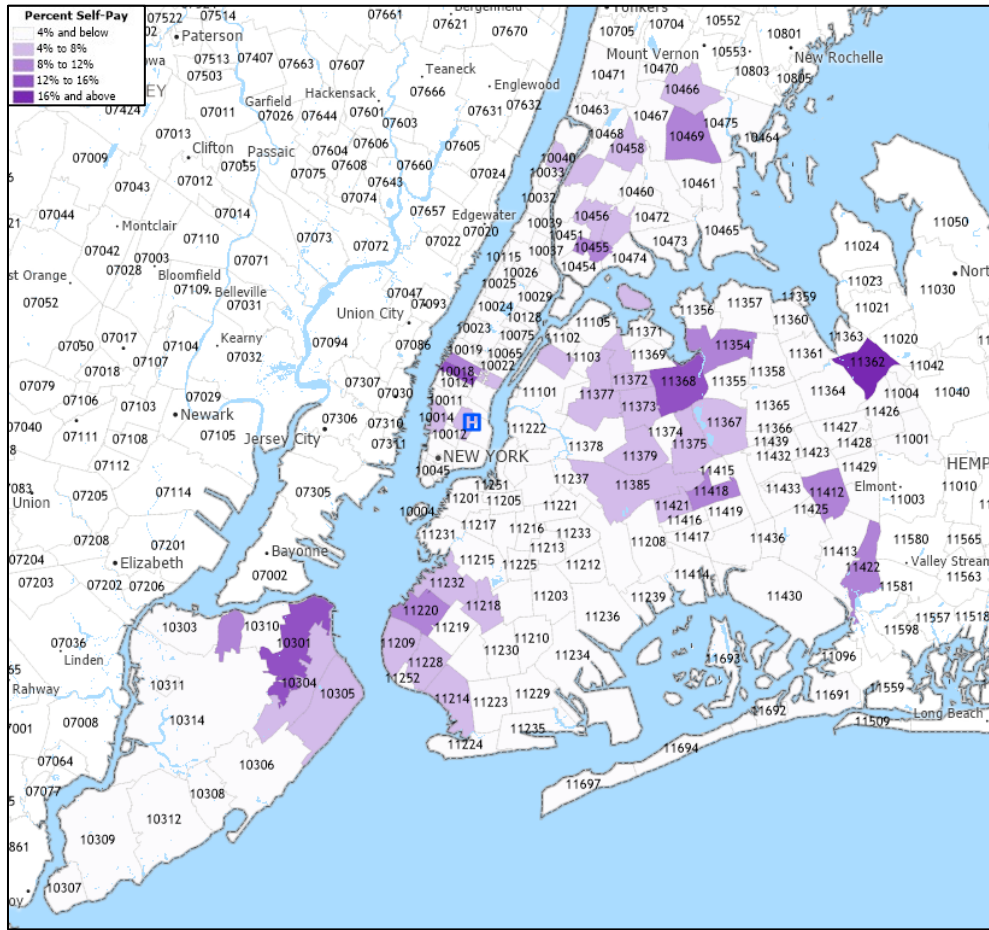 Percent Self-Pay
4% and below
4% to 8%
8% to 12%
12% to 16%
16% and above
07522 07514 07661 Bergenfield Yonkers
Paterson 07621 07670 10705 10704 10552 10801
07513 07407 07663 07607 Teaneck Mount Vernon 10553 New Rochelle
07503 Hackensack 07666 Englewood 10471 10470 10803 10805
07424 07011 Garfield 07026 07644 07601 07631 07632 10463 10466
07013 07603 10467 10475
Clifton Passaic 07604 07606 07605 10468 10469 10464
07009 07055 07608 07660 10040 10458
07012 07075 07643 07024 10033
07043 07074 10032 10460 10461
07044 07014 07657 Edgewater 10039 10456 10472 11050
Montclair 07110 07073 07072 07022 07020 10451 10465
07042 07003 10115 10037 10455 10473 11024
st Orange 07028 Bloomfield 07071 10026 10454 10474 11023 Nort
07052 07109 Belleville 07031 07047 10025 10029 11359 11030
07093 10024 10128 11356 11357 11360 11021
Union City 10023 10075 11105 11371
07050 07017 07104 Kearny 07032 07094 07086 10019 10065 11102 11103 11369 11354 11361 11363 11020
07107 10022 11358 11362 11042
07018 10018 11372 11368 11355
07079 07307 07030 10121 11101 11377 11364 11004 11040
07106 07103 07029 10011 11373 11367 11365 11426
07040 Newark 07306 07310 10014 H 11222 11374 11366 11427
07111 07108 07105 Jersey City 07311 10012 11378 11375 11439 11428 11001
07112 NEW YORK 11379 11432 11423
10045 11415 11429 HEMP
07083 Union 07205 07114 07305 11251 11237 11385 11418 11433 11412 Elmont 11010
11201 11205 11221 11421 11419 11425 11003
10004 11416
07204 07208 07201 Bayonne 11231 11217 11216 11233 11208 11417 11436 11580 11565
11213 11413
07203 Elizabeth 11215 11225 11212 11422 Valley Stream
07202 07206 07002 11232 11414 11563
11220 11218 11203 11239 11430 11581
10303 10310 11219 11236 11557 11518
07036 10301 11209 11210 11598
Linden 11230 11234 11693 11096
10311 10304 10305 11228
Rahway 11252 11691 11559
10314 11214 11223 11229 11692 Long Beach
07001 07008 11235 11509
07064 10306 11224 11694
07077 10308 11697
10312
10309
10307